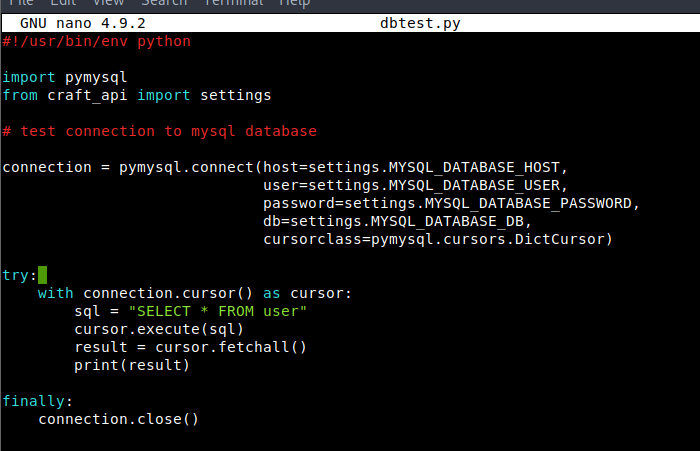 File Edit View Search Terminal Help
GNU nano 4.9.2 dbtest.py
#!/usr/bin/env python
import pymysql
from craft_api import settings
# test connection to mysql database
connection = pymysql.connect(host=settings.MYSQL_DATABASE_HOST,
user=settings.MYSQL_DATABASE_USER,
password=settings.MYSQL_DATABASE_PASSWORD,
db=settings.MYSQL_DATABASE_DB,
cursorclass=pymysql.cursors.DictCursor)
try:
with connection.cursor() as cursor:
sql = "SELECT * FROM user"
cursor.execute(sql)
result = cursor.fetchall()
print(result)
finally:
connection.close()